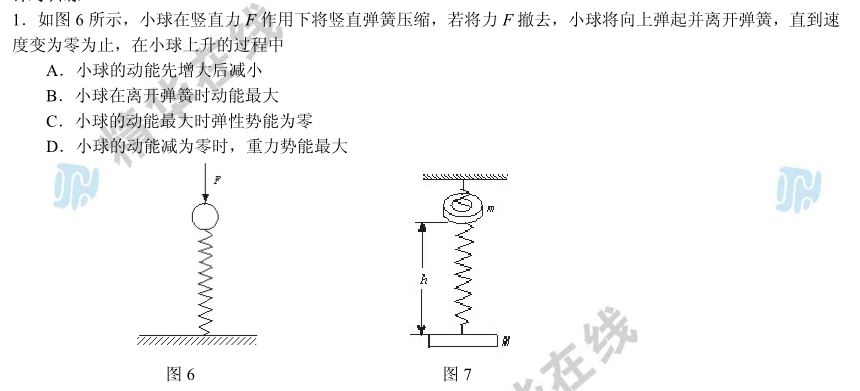 1．如图 6 所示，小球在竖直力 F 作用下将竖直弹簧压缩，若将力 F 撤去，小球将向上弹起并离开弹簧，直到速
度变为零为止，在小球上升的过程中
A．小球的动能先增大后减小
B．小球在离开弹簧时动能最大
C．小球的动能最大时弹性势能为零
D．小球的动能减为零时，重力势能最大
F
m
h
M
图 6
图 7
精华在线
华在线